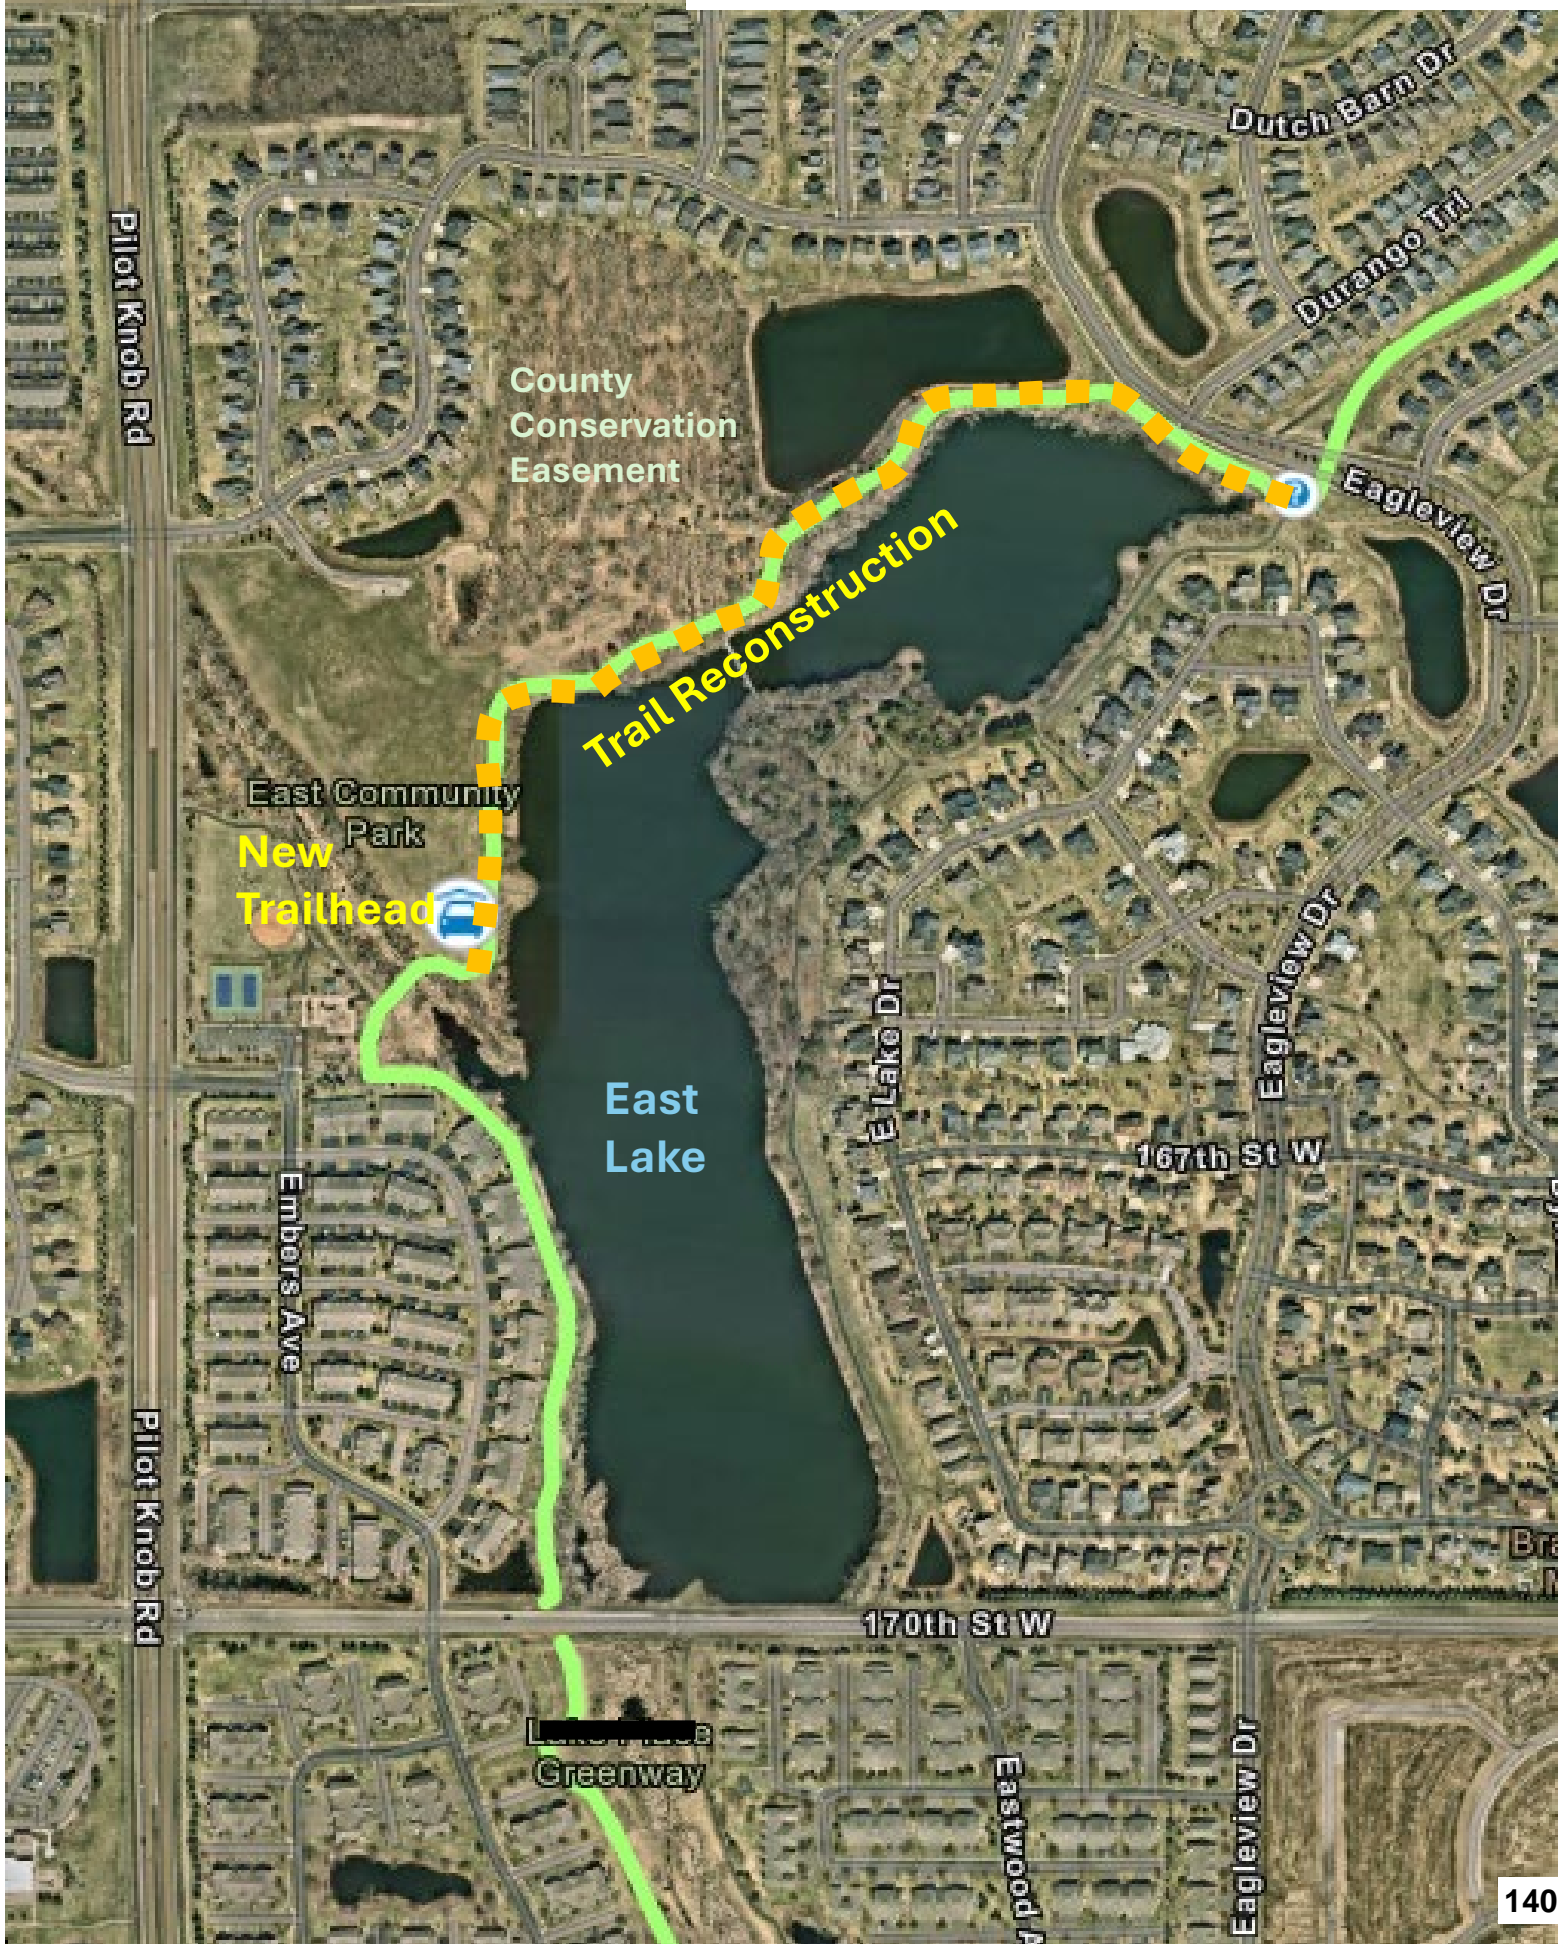 Dutch Barn Dr
Durango Trl
Pilot Knob Rd
County
Conservation
Easement
Eagleview Dr
Trail Reconstruction
East Community
Park
New
Trailhead
Eagleview Dr
E Lake Dr
East
Lake
167th St W
Embers Ave
Pilot Knob Rd
170th St W
Greenway
Eastwood A
Eagleview Dr
140